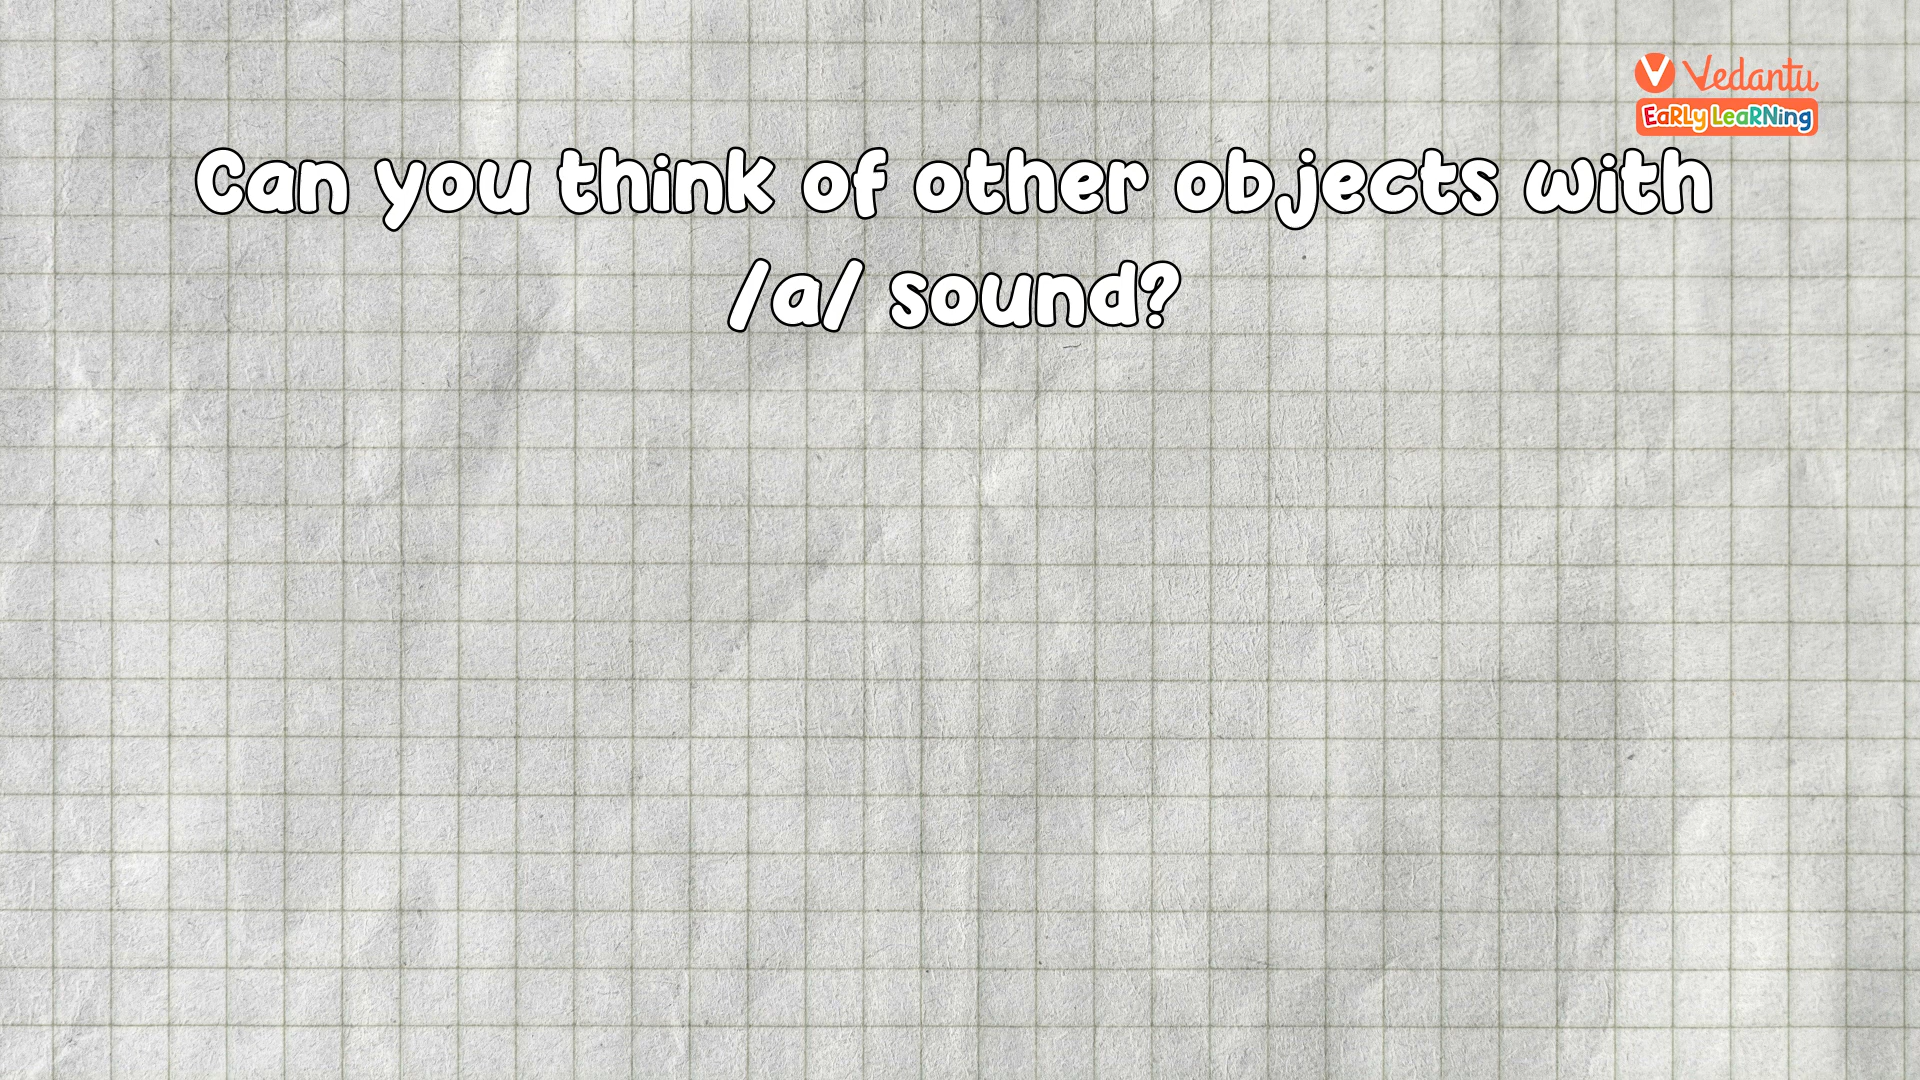 Vedantu
EaRLy LeaRNing
Can you think of other objects with
/a/ sound?